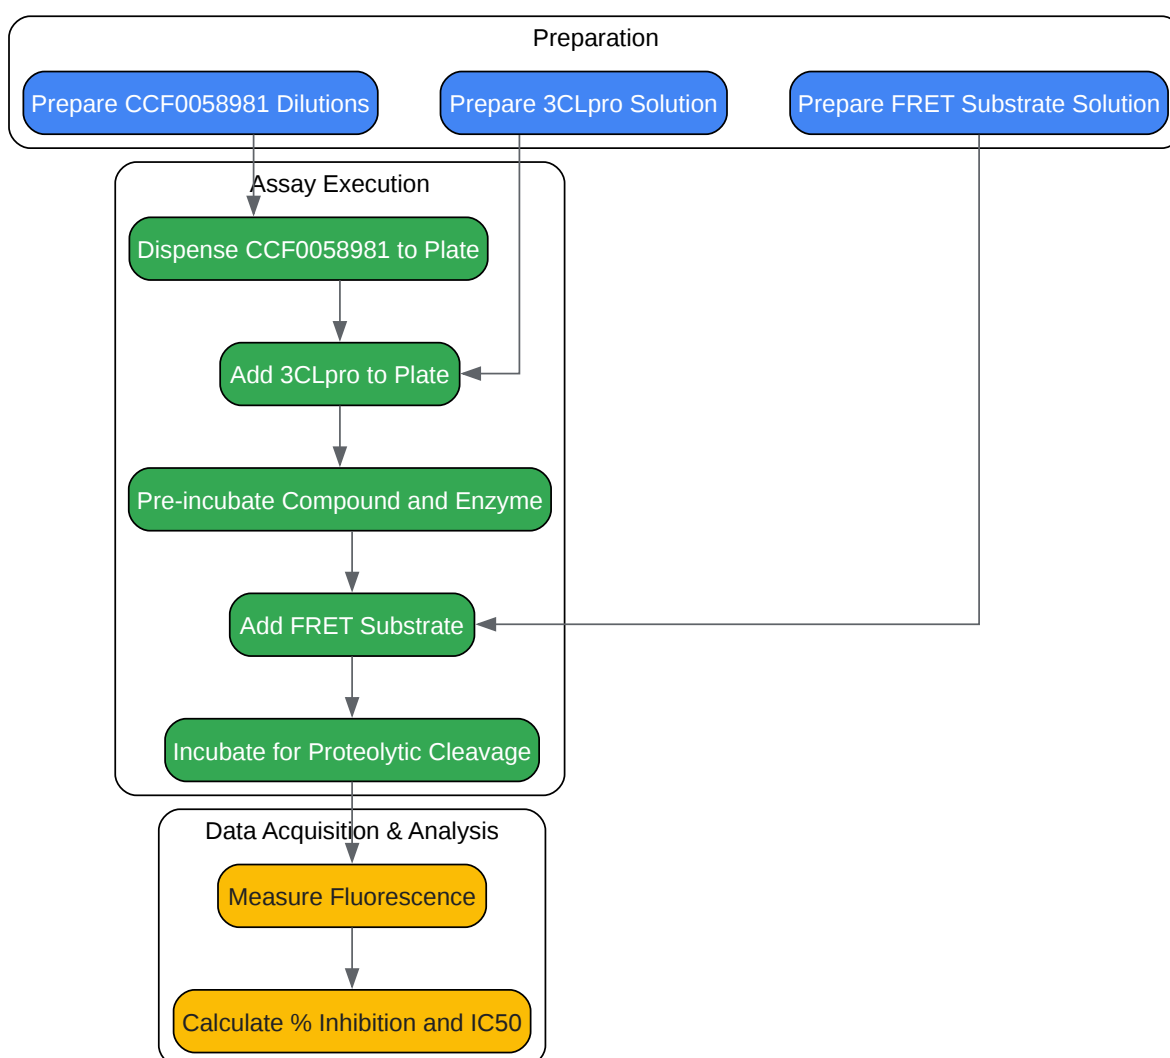 Preparation
Prepare CCF0058981 Dilutions
Prepare 3CLpro Solution
Prepare FRET Substrate Solution
Assay Execution
Dispense CCF0058981 to Plate
Add 3CLpro to Plate
Pre-incubate Compound and Enzyme
Add FRET Substrate
Incubate for Proteolytic Cleavage
Data Acquisition & Analysis
Measure Fluorescence
Calculate % Inhibition and IC50